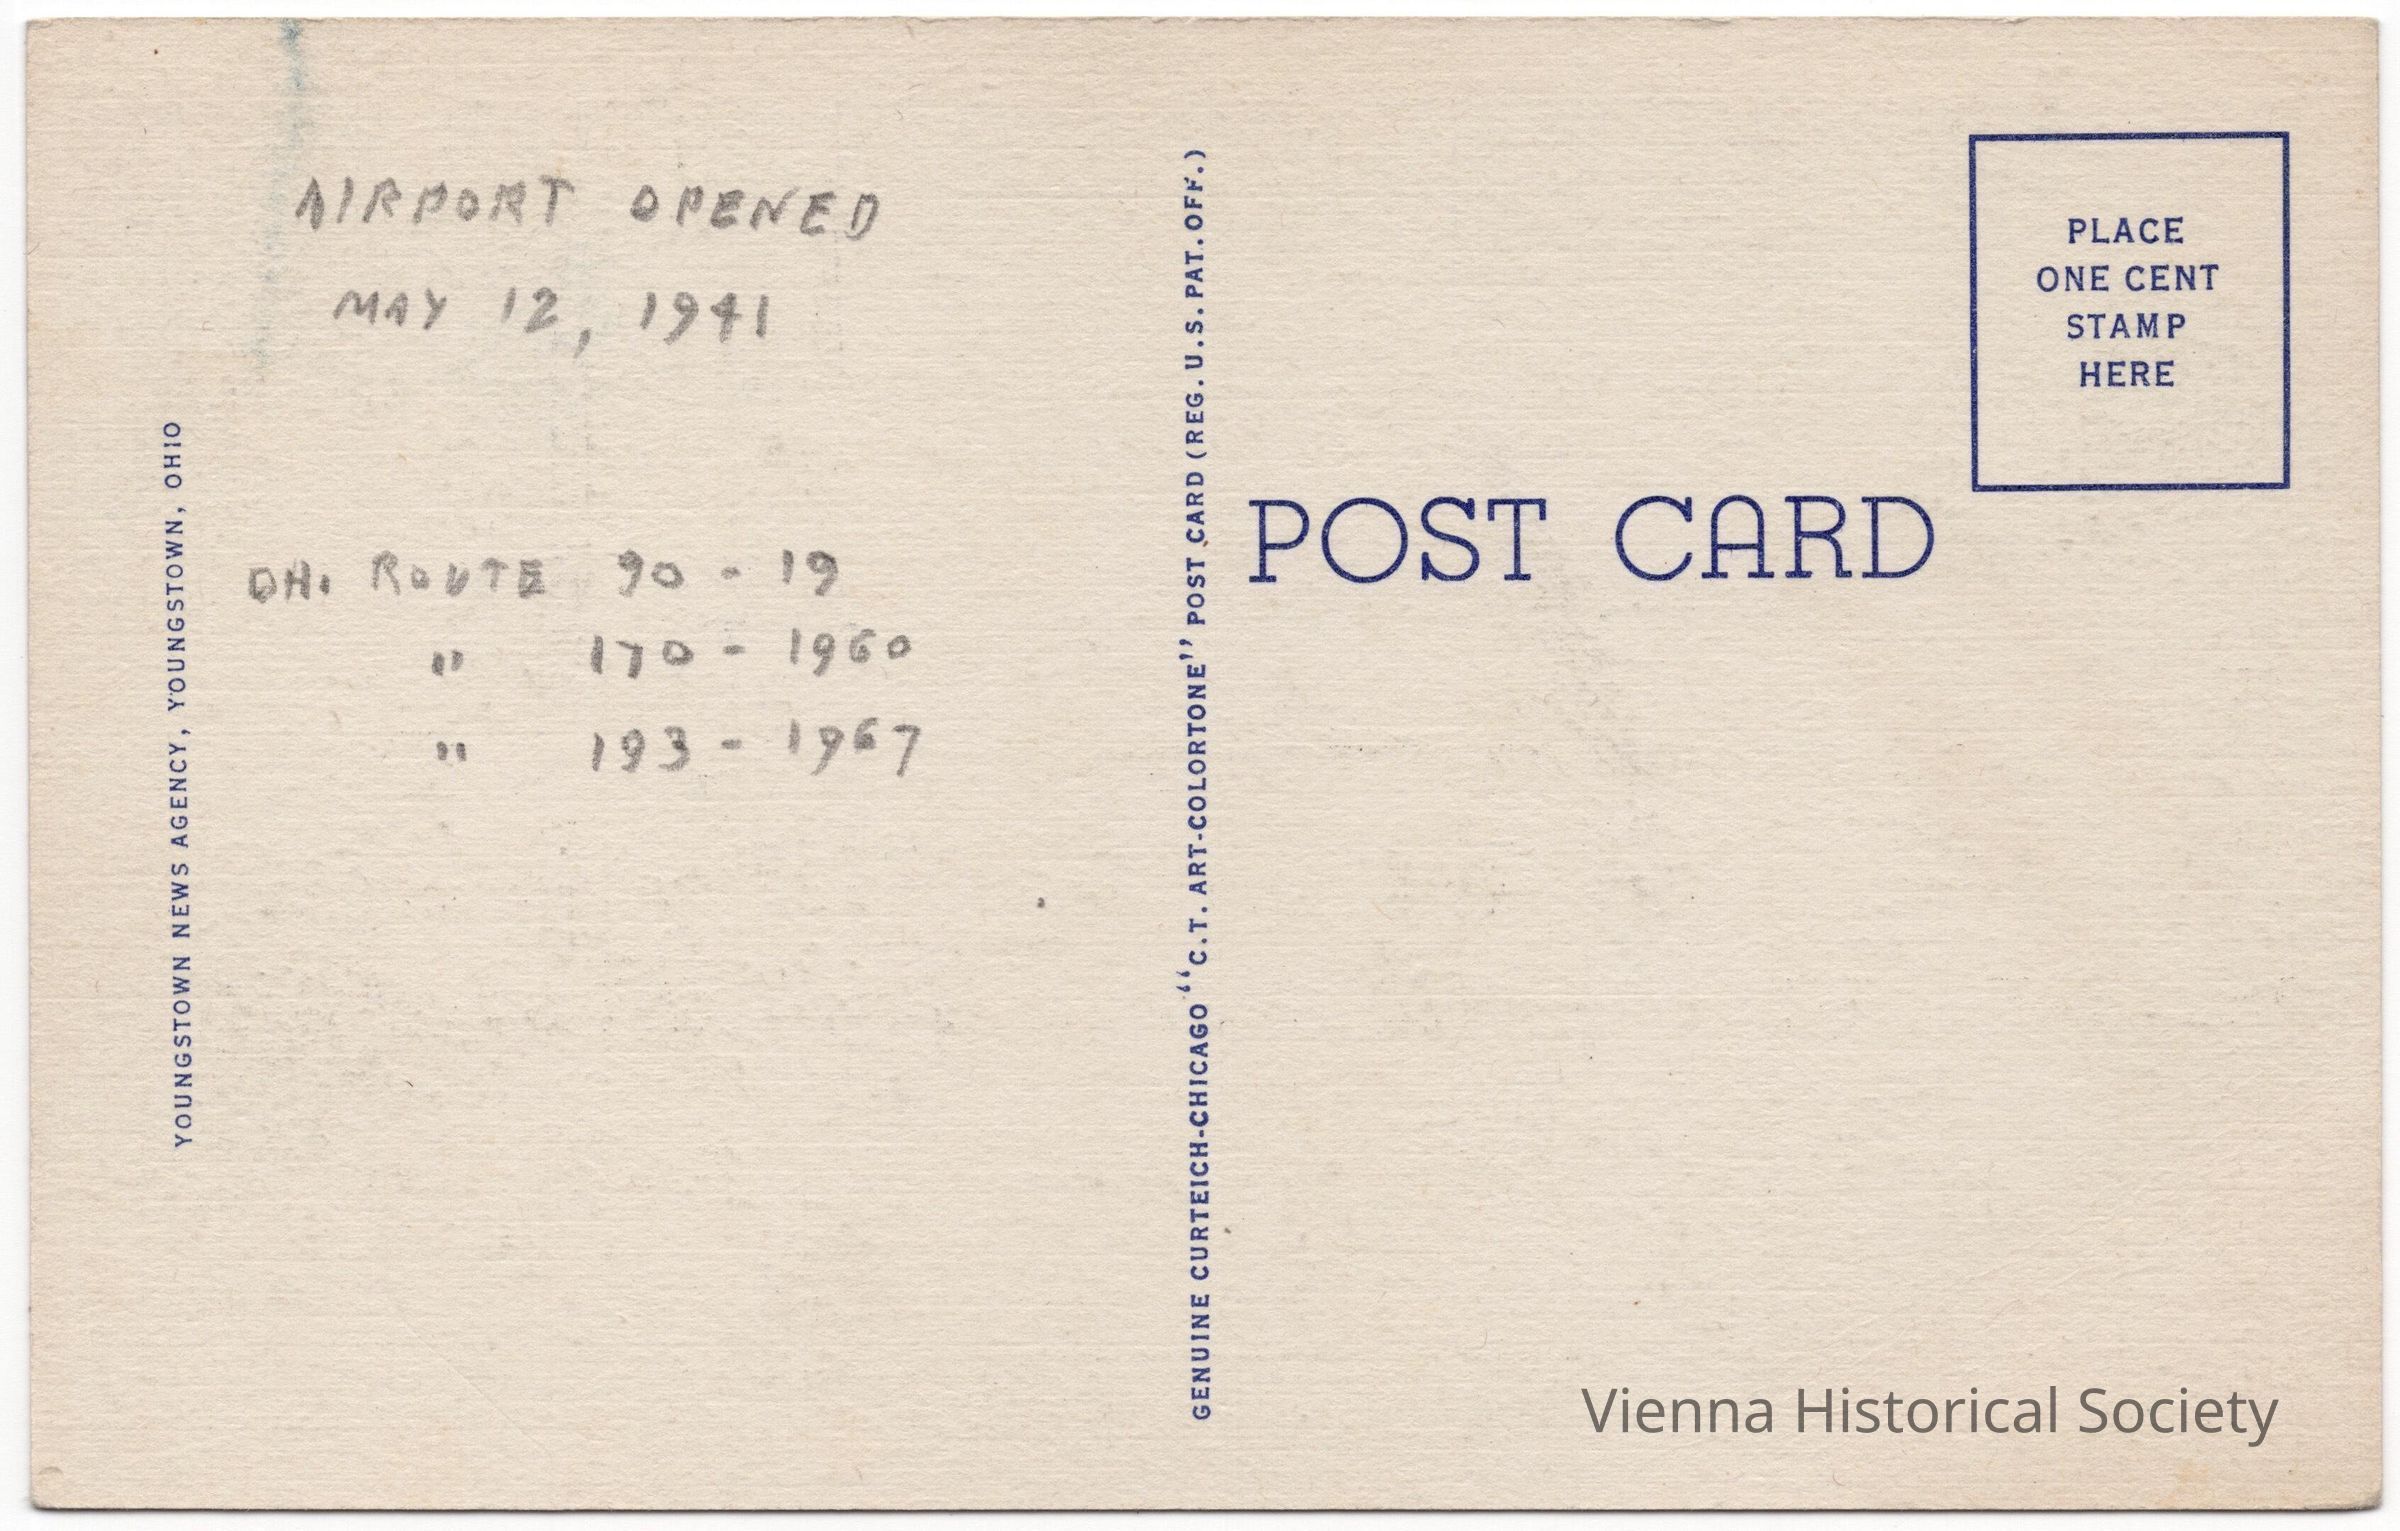 AIRPORT OPENED
MAY 12, 1941
OH. ROUTE 90 - 19
" 170 - 1960
" 193 - 1967
YOUNGSTOWN NEWS AGENCY, YOUNGSTOWN, OHIO
GENUINE CURTEICH-CHICAGO "C.T. ART-COLORTONE" POST CARD (REG. U.S. PAT. OFF.)
POST CARD
PLACE
ONE CENT
STAMP
HERE
Vienna Historical Society